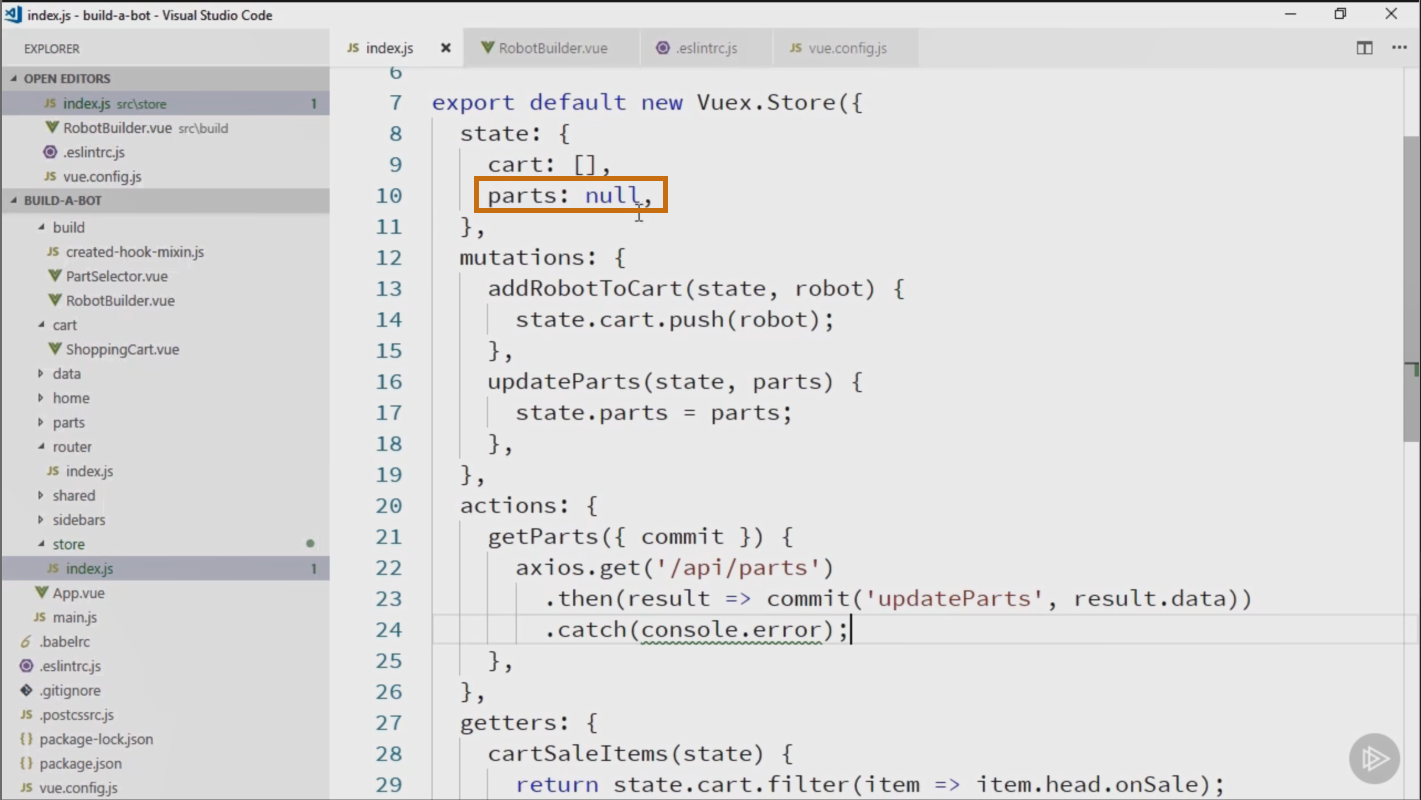 index.js - build-a-bot - Visual Studio Code
EXPLORER
OPEN EDITORS
JS index.js src\store 1
RobotBuilder.vue src\build
.eslintrc.js
vue.config.js
BUILD-A-BOT
build
JS created-hook-mixin.js
PartSelector.vue
RobotBuilder.vue
cart
ShoppingCart.vue
data
home
parts
router
JS index.js
shared
sidebars
store
JS index.js 1
App.vue
JS main.js
6 .babelrc
.eslintrc.js
.gitignore
JS .postcssrc.js
{} package-lock.json
{} package.json
JS vue.config.js
JS index.js
RobotBuilder.vue
.eslintrc.js
JS vue.config.js
6
7 export default new Vuex.Store({
8 state: {
9 cart: [],
10 parts: null,
11 },
12 mutations: {
13 addRobotToCart(state, robot) {
14 state.cart.push(robot);
15 },
16 updateParts(state, parts) {
17 state.parts = parts;
18 },
19 },
20 actions: {
21 getParts({ commit }) {
22 axios.get('/api/parts')
23 .then(result => commit('updateParts', result.data))
24 .catch(console.error);
25 },
26 },
27 getters: {
28 cartSaleItems(state) {
29 return state.cart.filter(item => item.head.onSale);